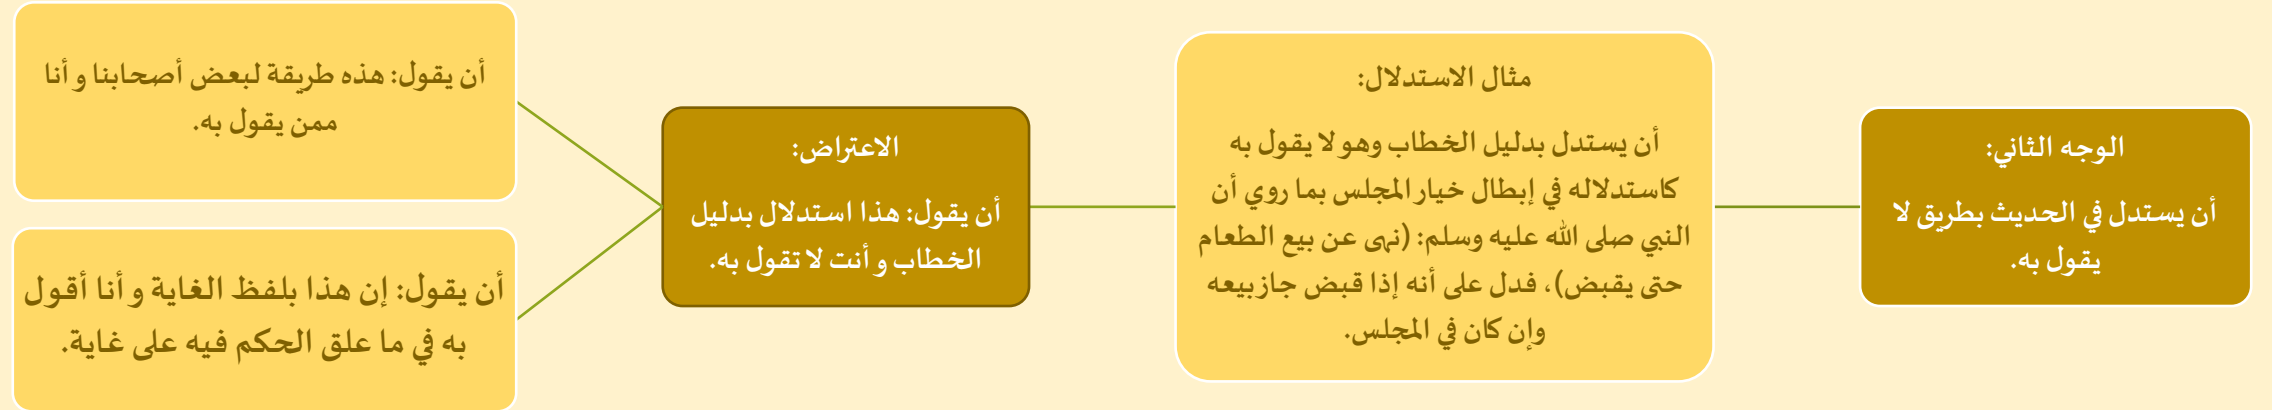 الوجه الثاني:
أن يستدل في الحديث بطريق لا
يقول به.
مثال الاستدلال:
أن يستدل بدليل الخطاب وهو لا يقول به
كاستدلاله في إبطال خيار المجلس بما روي أن
النبي صلى الله عليه وسلم: (نهى عن بيع الطعام
حتى يقبض)، فدل على أنه إذا قبض جاز بيعه
وإن كان في المجلس.
الاعتراض:
أن يقول: هذا استدلال بدليل
الخطاب و أنت لا تقول به.
أن يقول: هذه طريقة لبعض أصحابنا و أنا
ممن يقول به.
أن يقول: إن هذا بلفظ الغاية و أنا أقول
به في ما علق الحكم فيه على غاية.